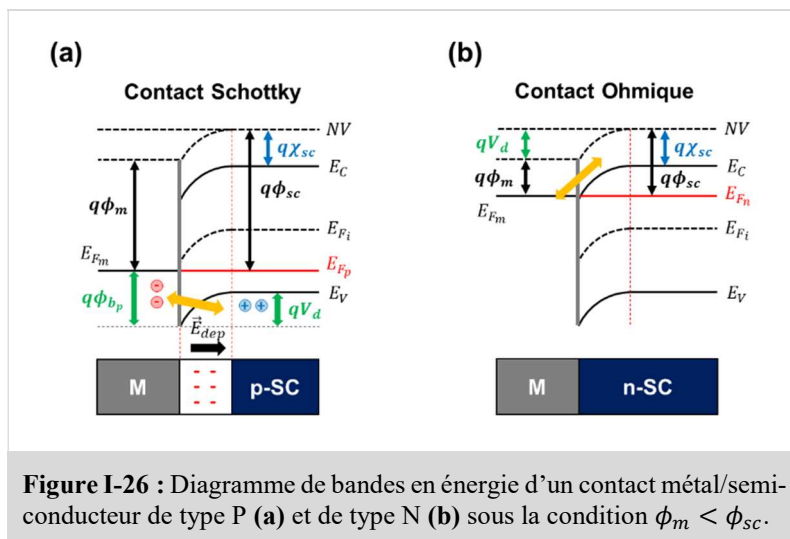 (a)
Contact Schottky
NV
qχsc
EC
qϕm
qϕsc
EFi
EFm
EFp
qϕbp
- -
+ +
EV
qVd
E⃗dep
M
- - -
- - -
p-SC
(b)
Contact Ohmique
NV
qVd
qχsc
EC
qϕm
qϕsc
EFm
EFn
EFi
EV
M
n-SC
Figure I-26 : Diagramme de bandes en énergie d'un contact métal/semi-
conducteur de type P (a) et de type N (b) sous la condition ϕm < ϕsc.